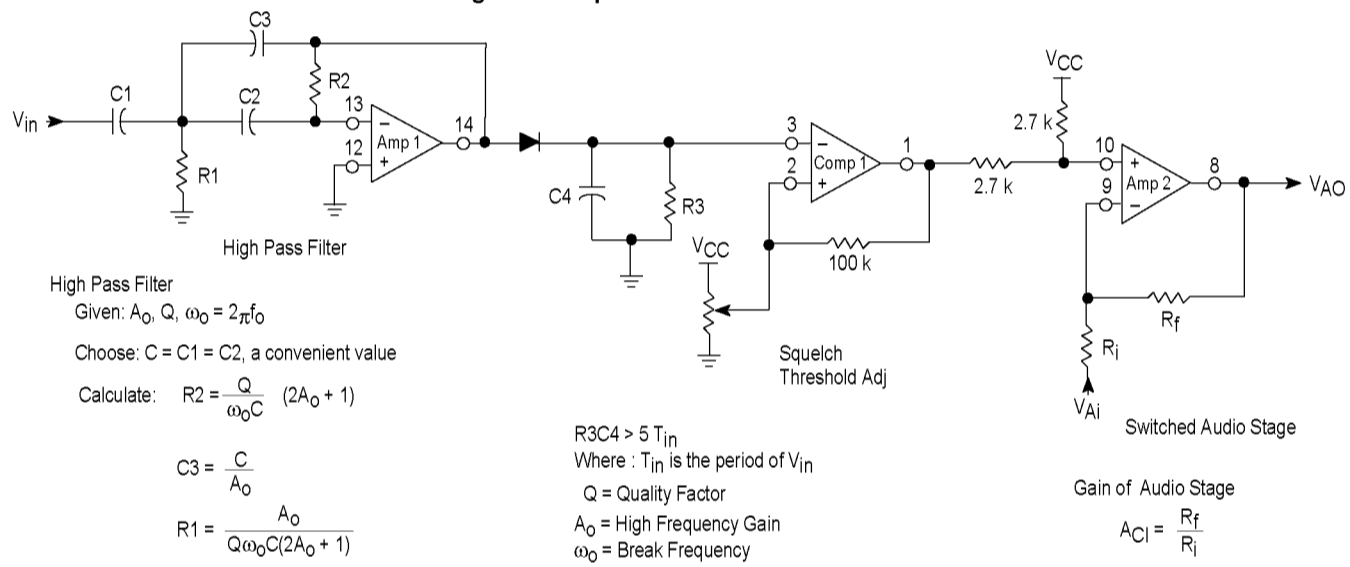 C3
R2
C1
C2
13
Vin
14
Amp 1
−
12
+
R1
High Pass Filter
C4
R3
3
−
2
Comp 1
+
1
VCC
100 k
Squelch
Threshold Adj
VCC
2.7 k
2.7 k
10
+
9
Amp 2
−
8
VAO
Rf
Ri
VAi
Switched Audio Stage
High Pass Filter
Given: Ao, Q, ωo = 2πfo
Choose: C = C1 = C2, a convenient value
Calculate: R2 = Q/ωoC (2Ao + 1)
C3 = C/Ao
R1 = Ao/QωoC(2Ao + 1)
R3C4 > 5 Tin
Where : Tin is the period of Vin
Q = Quality Factor
Ao = High Frequency Gain
ωo = Break Frequency
Gain of Audio Stage
ACl = Rf/Ri